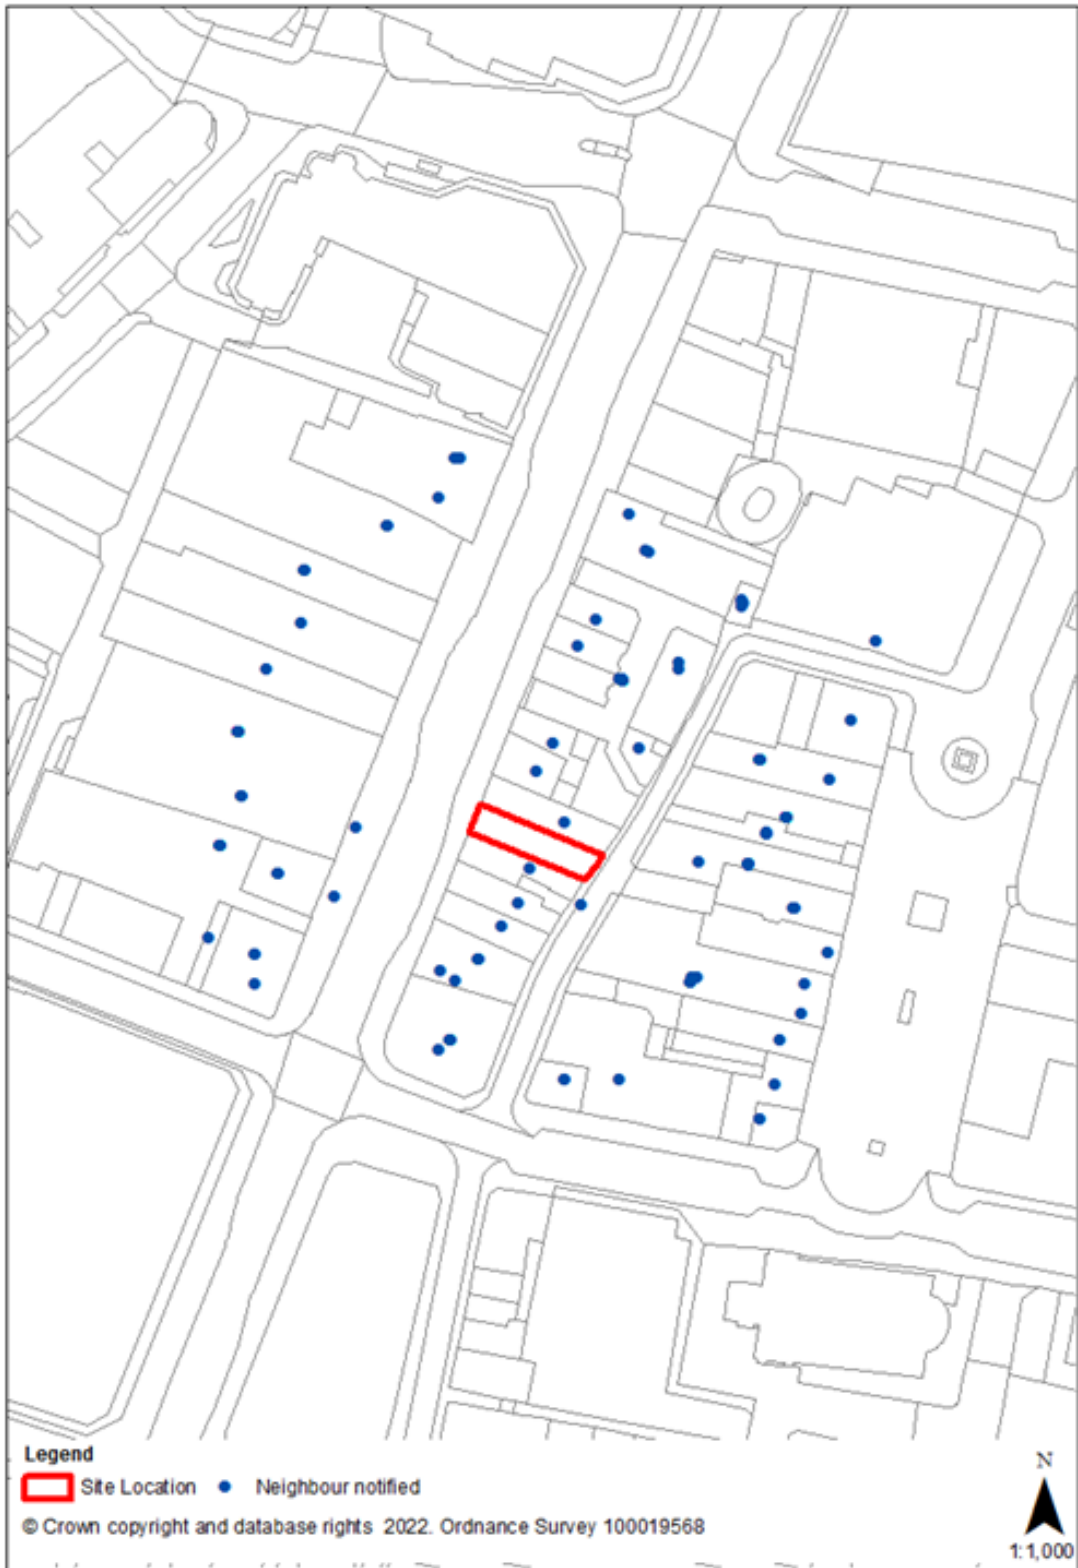 Legend
Site Location
Neighbour notified
© Crown copyright and database rights 2022. Ordnance Survey 100019568
N
1:1,000